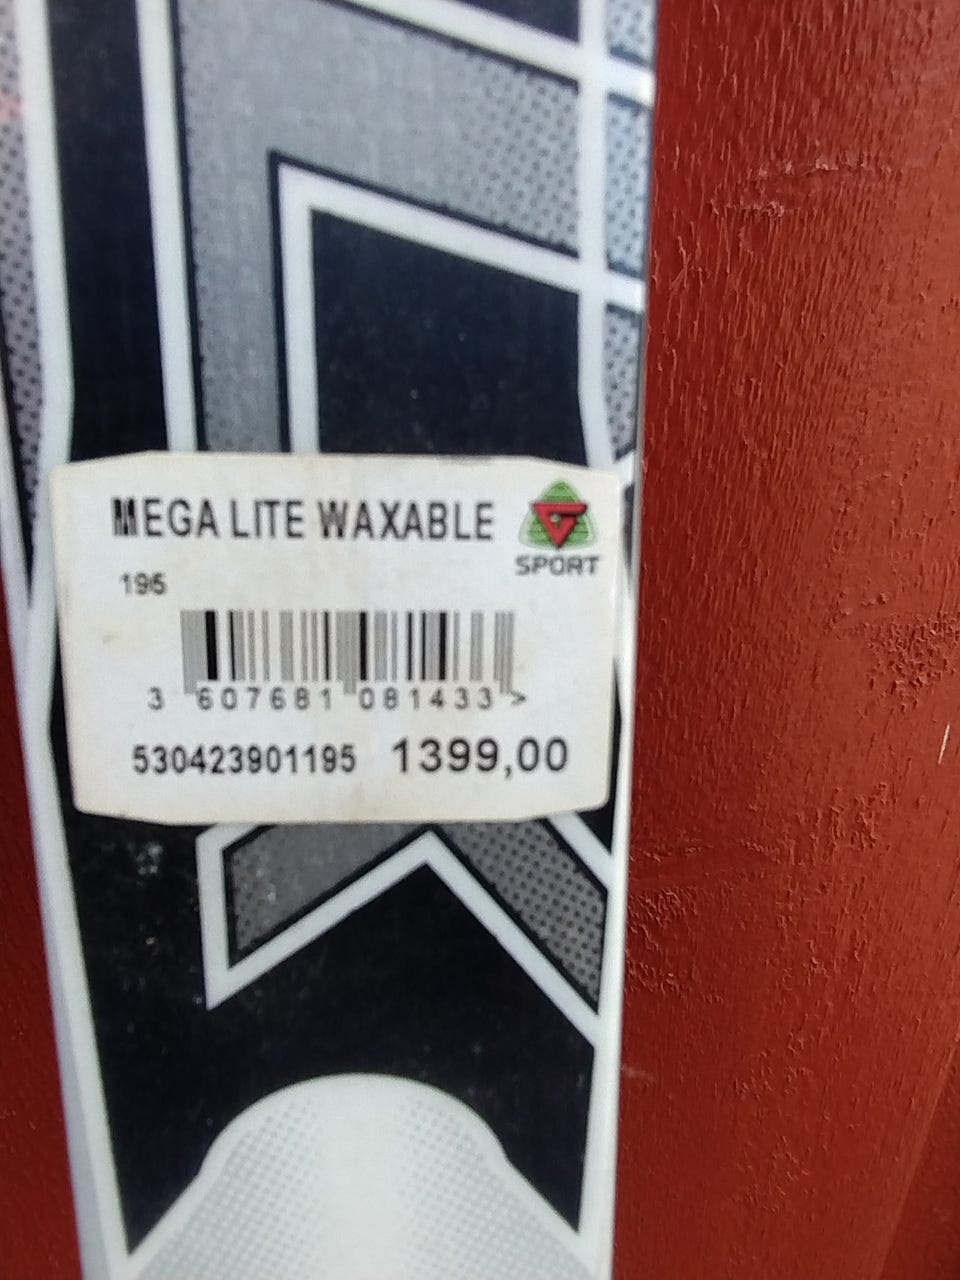 MEGA LITE WAXABLE
SPORT
195
3 607681 081433 >
530423901195 1399,00